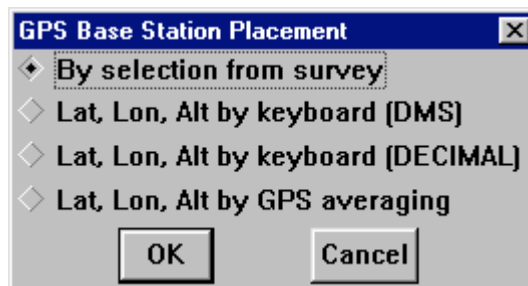 GPS Base Station Placement
By selection from survey
Lat, Lon, Alt by keyboard (DMS)
Lat, Lon, Alt by keyboard (DECIMAL)
Lat, Lon, Alt by GPS averaging
OK Cancel